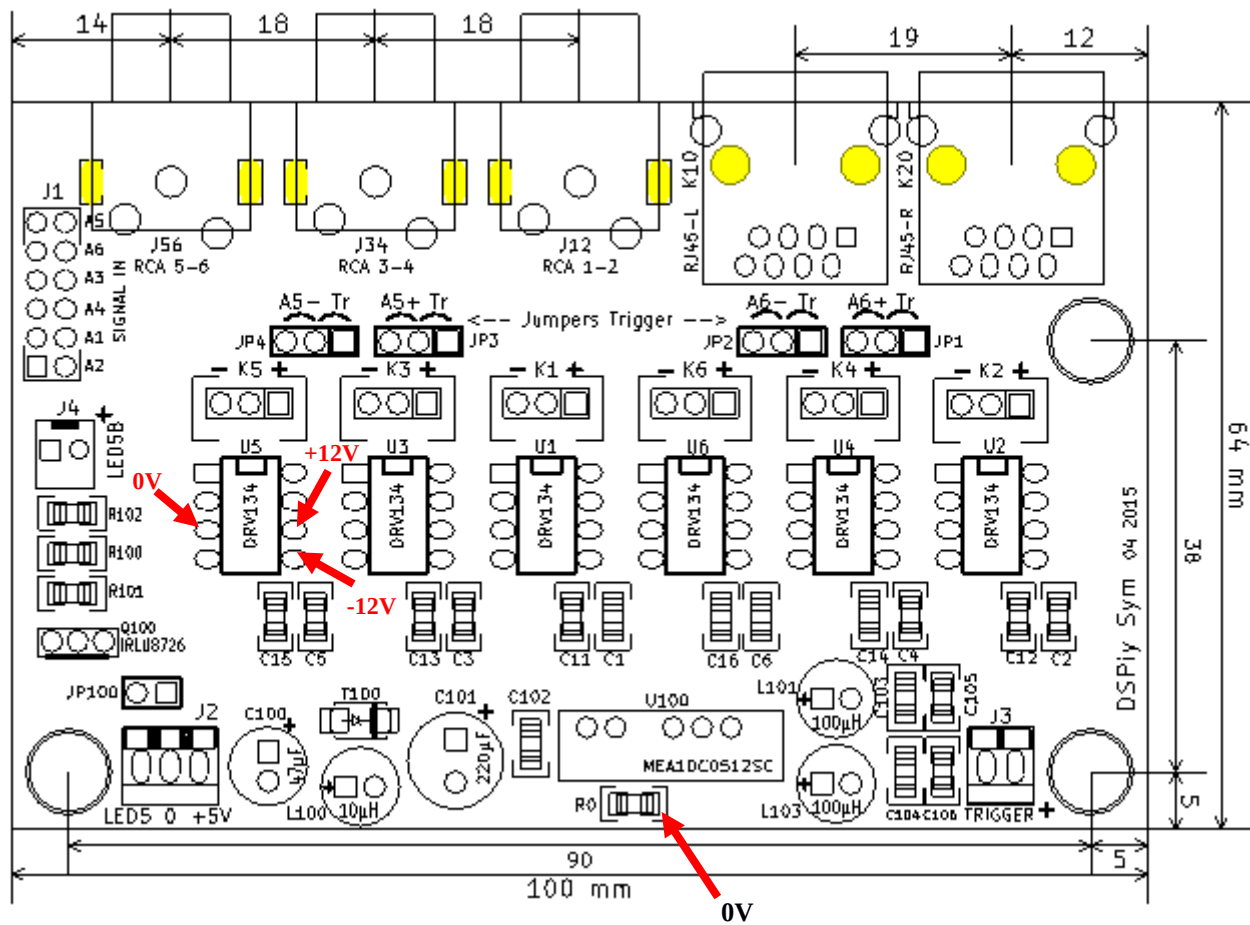 14
18
18
19
12
J1
A5
A6
A3
A4
A1
A2
SIGNAL IN
J56
RCA 5-6
J34
RCA 3-4
J12
RCA 1-2
K10
RJ45-L
K20
RJ45-R
A5- Tr
A5+ Tr
<-- Jumpers Trigger -->
A6- Tr
A6+ Tr
JP4
JP3
JP2
JP1
- K5 +
- K3 +
- K1 +
- K6 +
- K4 +
- K2 +
J4
+
LED5B
U5
U3
U1
U6
U4
U2
+12V
0V
-12V
DRV134
DRV134
DRV134
DRV134
DRV134
DRV134
R102
R100
R101
Q100
IRLU8726
C15 C5
C13 C3
C11 C1
C16 C6
C14 C4
C12 C2
64 mm
38
5
DSPiy Sym 04 2015
JP100
J2
LED5 0 +5V
C100
+
47µF
T100
L100
+
10µH
C101
+
220µF
C102
U100
MEA1DC0512SC
R0
L101
+
100µH
L103
+
100µH
C103
C105
C104
C106
J3
TRIGGER +
0V
90
5
100 mm